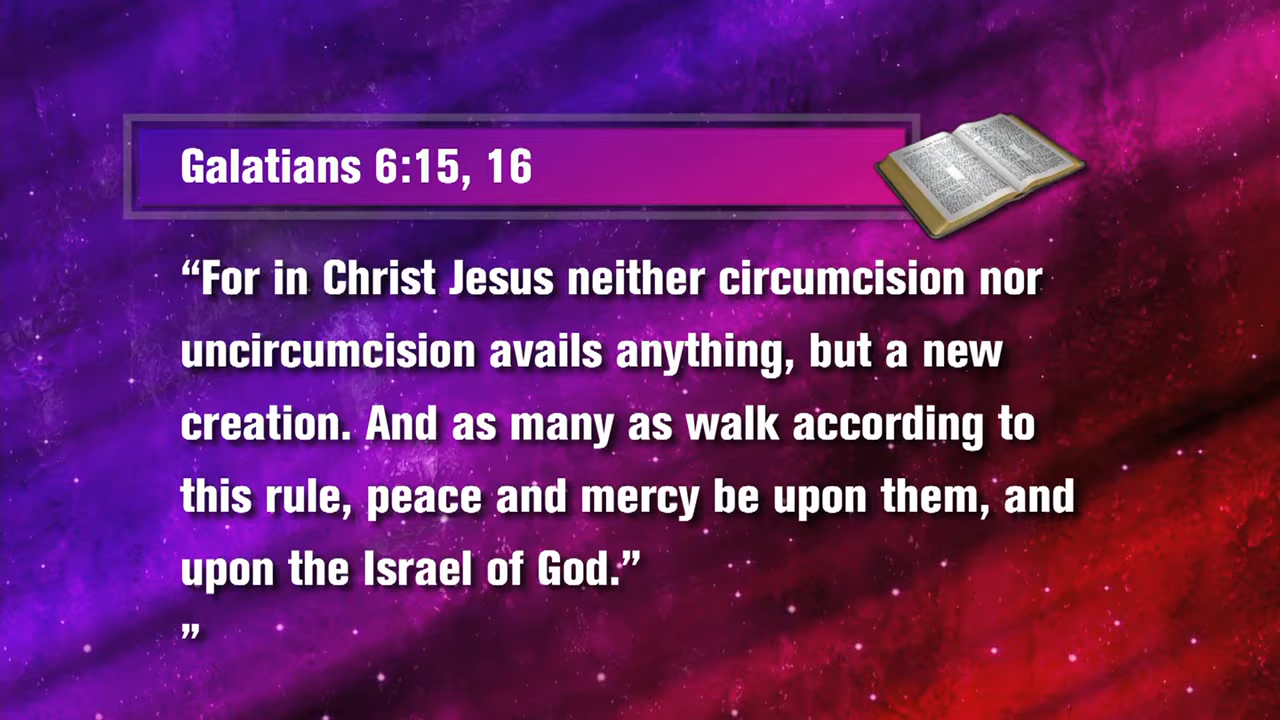 Galatians 6:15, 16
“For in Christ Jesus neither circumcision nor
uncircumcision avails anything, but a new
creation. And as many as walk according to
this rule, peace and mercy be upon them, and
upon the Israel of God.”
”